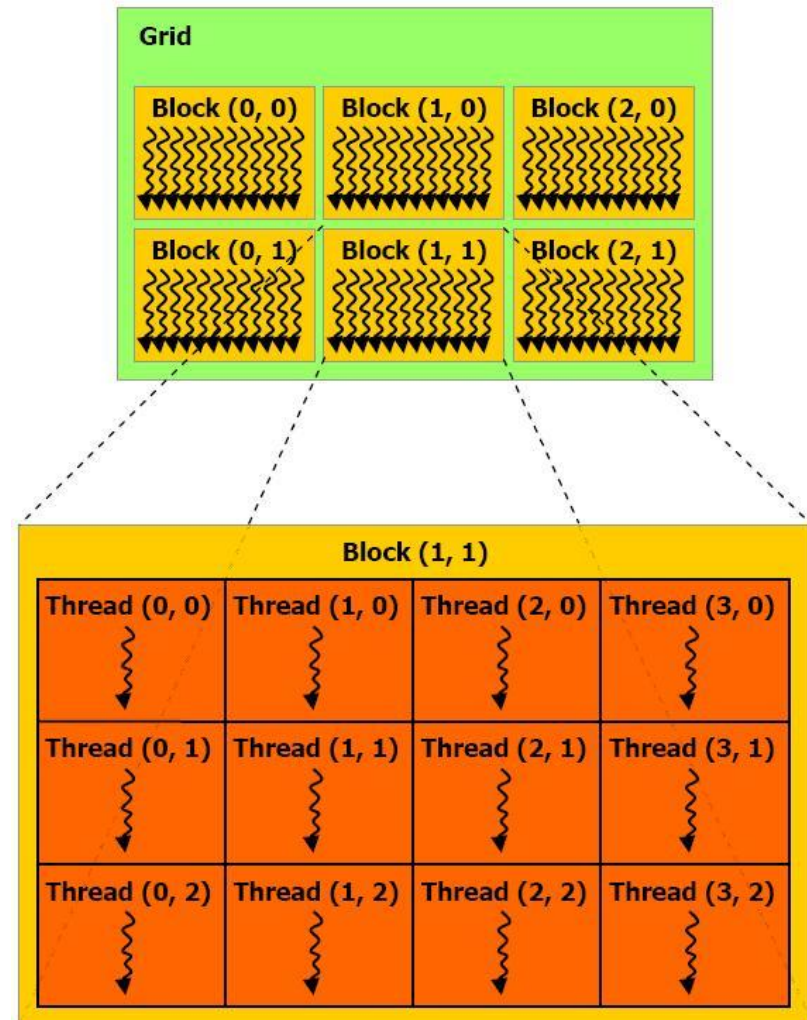 Grid
Block (0, 0) Block (1, 0) Block (2, 0)
Block (0, 1) Block (1, 1) Block (2, 1)
Block (1, 1)
Thread (0, 0) Thread (1, 0) Thread (2, 0) Thread (3, 0)
Thread (0, 1) Thread (1, 1) Thread (2, 1) Thread (3, 1)
Thread (0, 2) Thread (1, 2) Thread (2, 2) Thread (3, 2)